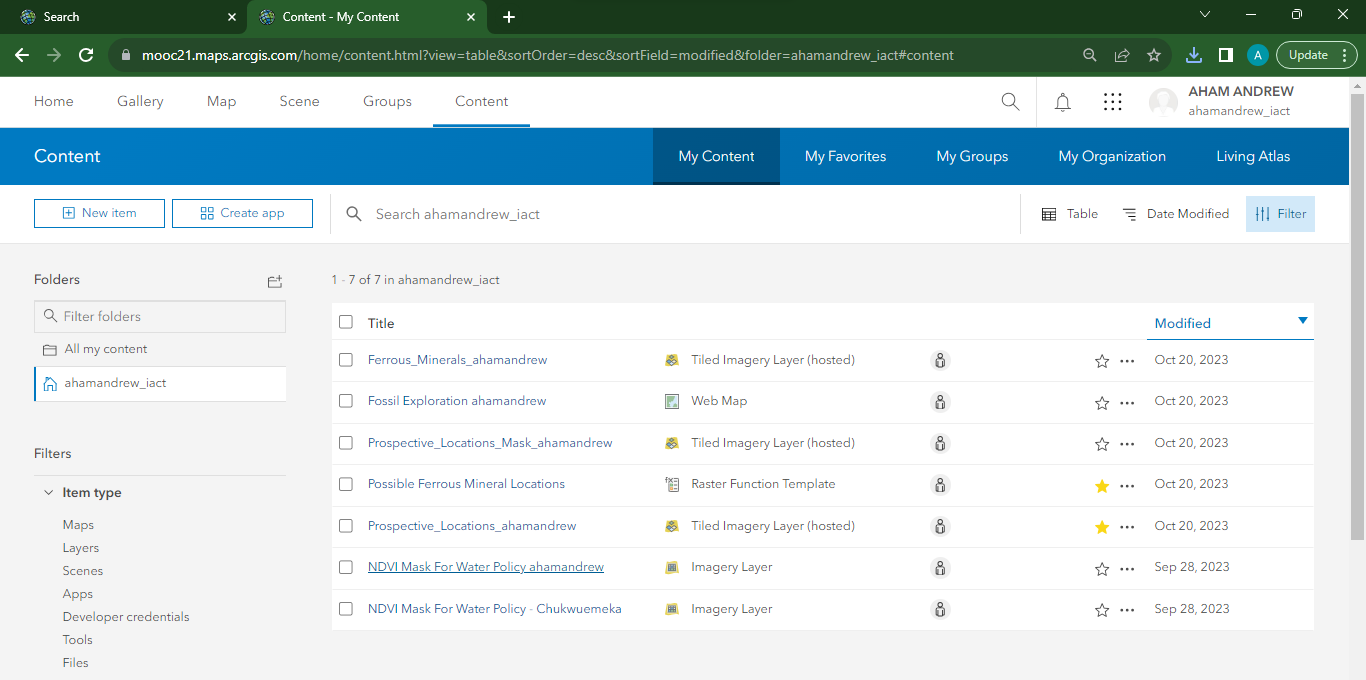 Search
Content - My Content
mooc21.maps.arcgis.com/home/content.html?view=table&sortOrder=desc&sortField=modified&folder=ahamandrew_iact#content
A
Update
Home Gallery Map Scene Groups Content
AHAM ANDREW
ahamandrew_iact
Content
My Content My Favorites My Groups My Organization Living Atlas
New item Create app Search ahamandrew_iact Table Date Modified Filter
Folders
1 - 7 of 7 in ahamandrew_iact
Filter folders
All my content
ahamandrew_iact
Title Modified
Ferrous_Minerals_ahamandrew Tiled Imagery Layer (hosted) Oct 20, 2023
Fossil Exploration ahamandrew Web Map Oct 20, 2023
Prospective_Locations_Mask_ahamandrew Tiled Imagery Layer (hosted) Oct 20, 2023
Possible Ferrous Mineral Locations Raster Function Template Oct 20, 2023
Prospective_Locations_ahamandrew Tiled Imagery Layer (hosted) Oct 20, 2023
NDVI Mask For Water Policy ahamandrew Imagery Layer Sep 28, 2023
NDVI Mask For Water Policy - Chukwuemeka Imagery Layer Sep 28, 2023
Filters
Item type
Maps
Layers
Scenes
Apps
Developer credentials
Tools
Files